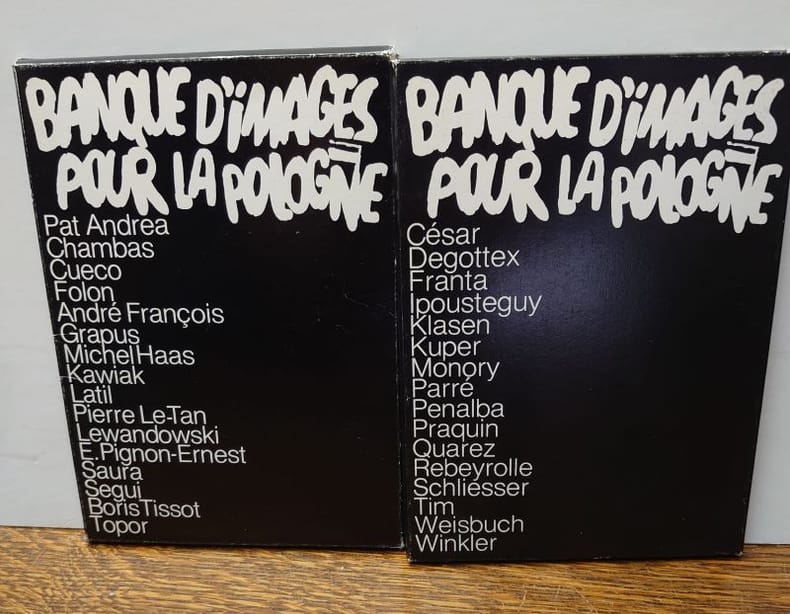 BANQUE D'iMAGES
POUR LA POLOGNE
Pat Andrea
Chambas
Cueco
Folon
André François
Grapus
Michel Haas
Kawiak
Latil
Pierre Le-Tan
Lewandowski
E. Pignon-Ernest
Saura
Segui
Boris Tissot
Topor
BANQUE D'iMAGES
POUR LA POLOGNE
César
Degottex
Franta
Ipousteguy
Klasen
Kuper
Monory
Parré
Penalba
Praquin
Quarez
Rebeyrolle
Schliesser
Tim
Weisbuch
Winkler